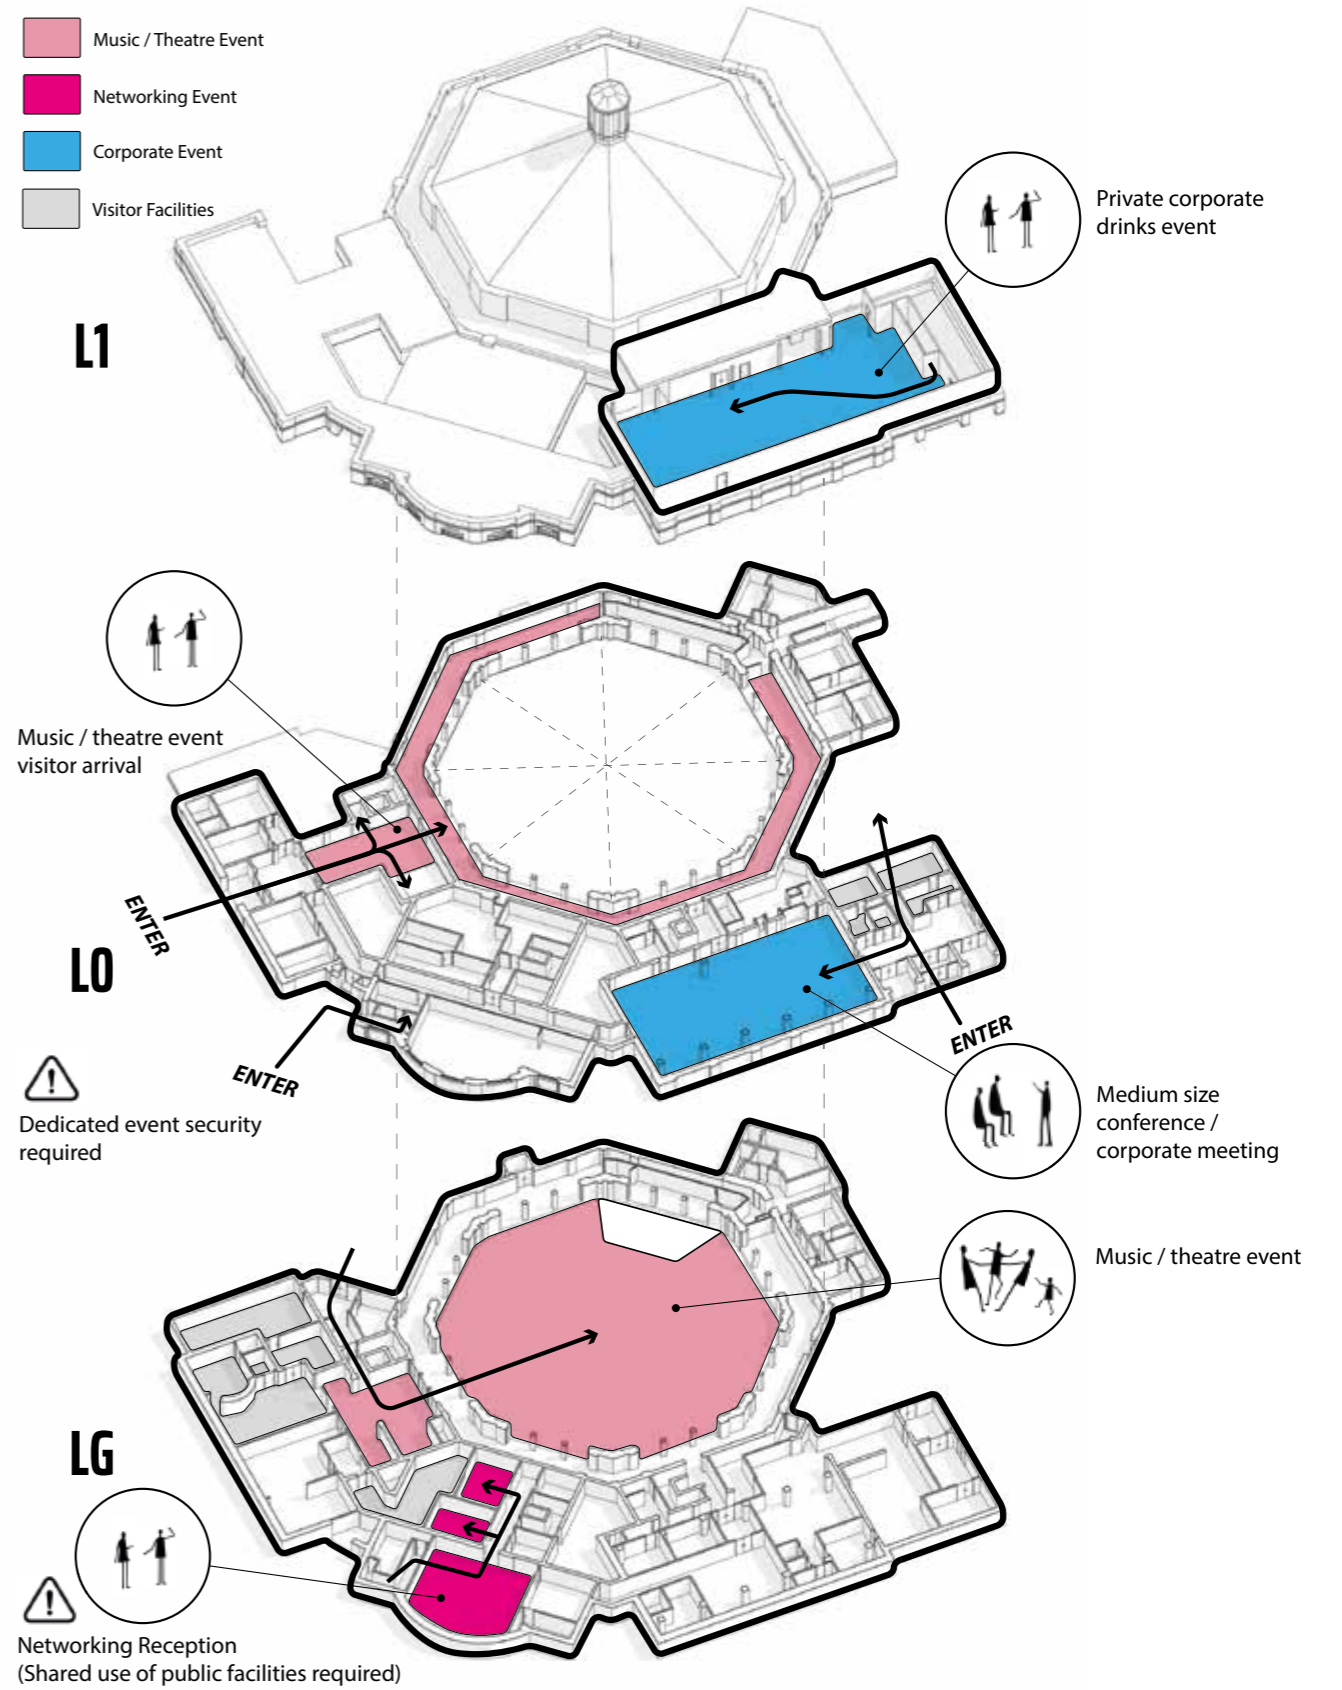 Music / Theatre Event
Networking Event
Corporate Event
Visitor Facilities
Private corporate
drinks event
L1
Music / theatre event
visitor arrival
ENTER
L0
ENTER
ENTER
Dedicated event security
required
Medium size
conference /
corporate meeting
Music / theatre event
LG
Networking Reception
(Shared use of public facilities required)